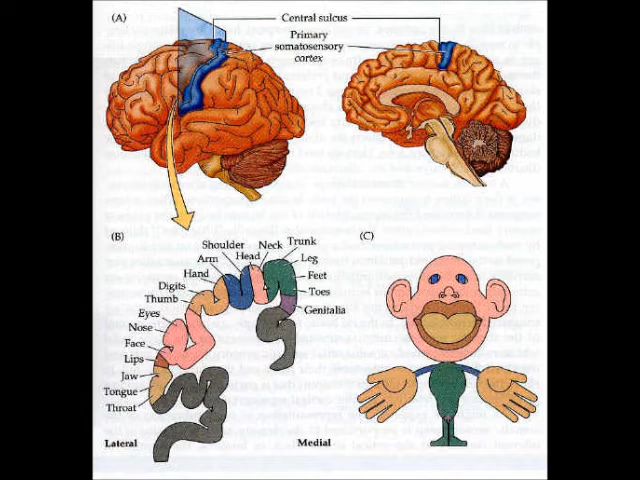 (A)
Central sulcus
Primary
somatosensory
cortex
(B)
Shoulder
Arm
Hand
Digits
Thumb
Eyes
Nose
Face
Lips
Jaw
Tongue
Throat
Head
Neck
Trunk
Leg
Feet
Toes
Genitalia
Lateral
Medial
(C)